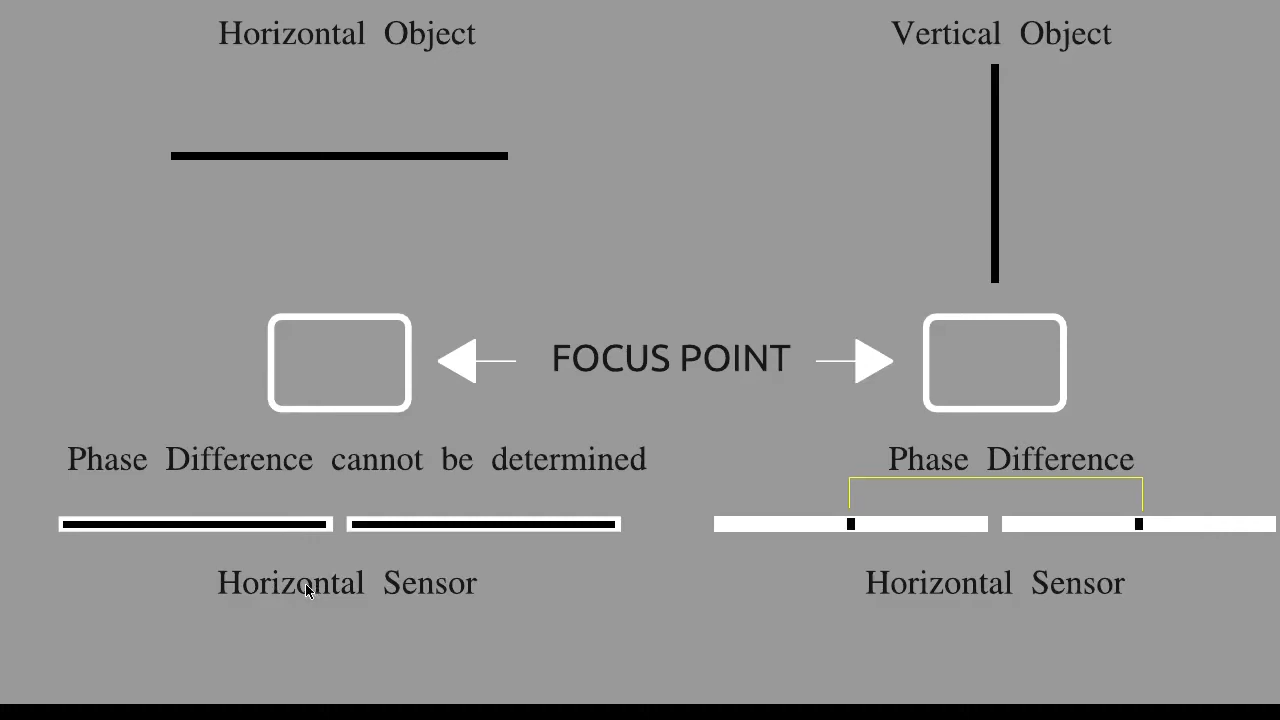 Horizontal Object
Vertical Object
FOCUS POINT
Phase Difference cannot be determined
Phase Difference
Horizontal Sensor
Horizontal Sensor